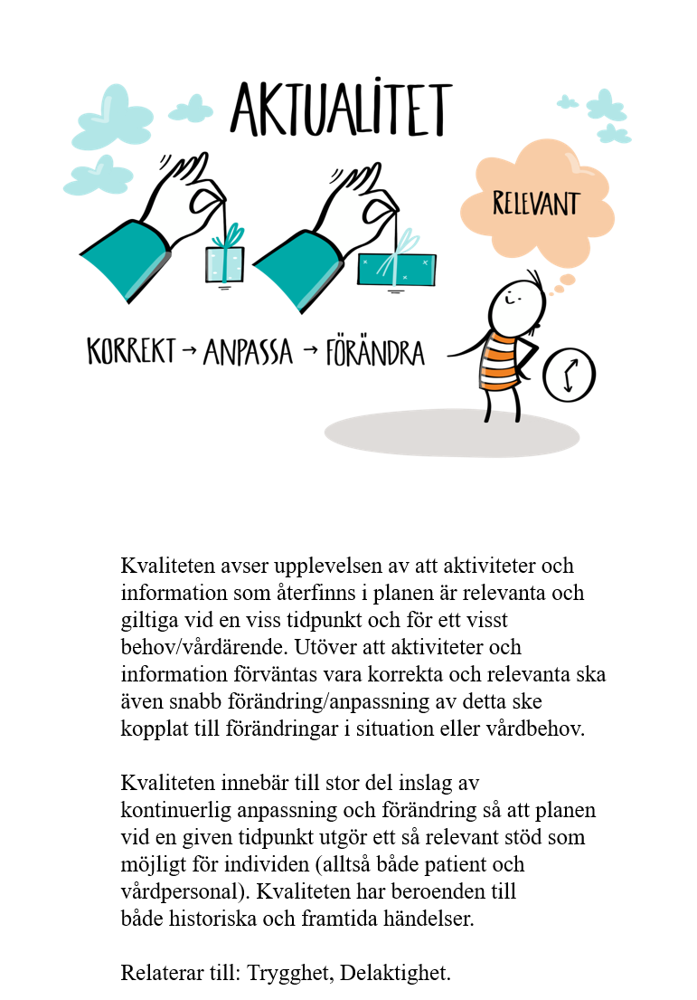 AKTUALITET
RELEVANT
KORREKT → ANPASSA → FÖRÄNDRA
Kvaliteten avser upplevelsen av att aktiviteter och
information som återfinns i planen är relevanta och
giltiga vid en viss tidpunkt och för ett visst
behov/vårdärende. Utöver att aktiviteter och
information förväntas vara korrekta och relevanta ska
även snabb förändring/anpassning av detta ske
kopplat till förändringar i situation eller vårdbehov.
Kvaliteten innebär till stor del inslag av
kontinuerlig anpassning och förändring så att planen
vid en given tidpunkt utgör ett så relevant stöd som
möjligt för individen (alltså både patient och
vårdpersonal). Kvaliteten har beroenden till
både historiska och framtida händelser.
Relaterar till: Trygghet, Delaktighet.